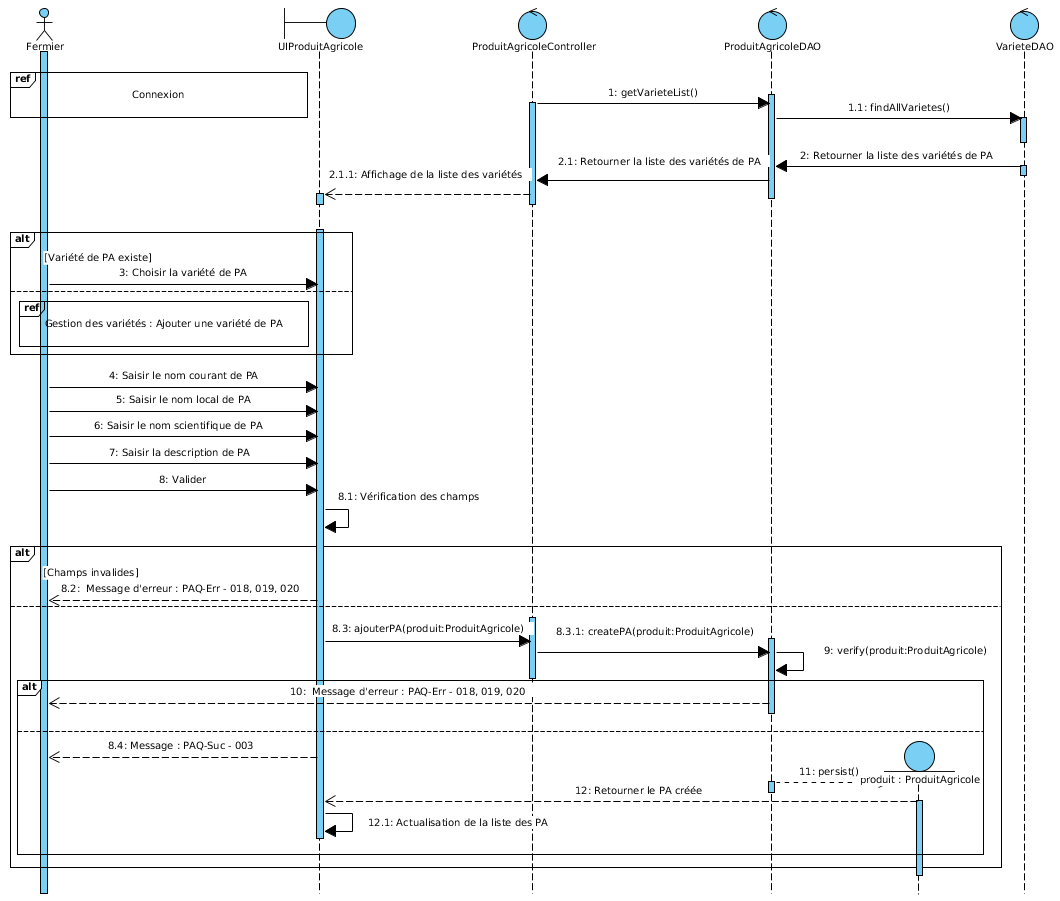 Fermier
UIProduitAgricole
ProduitAgricoleController
ProduitAgricoleDAO
VarieteDAO
ref
Connexion
1: getVarieteList()
1.1: findAllVarietes()
2: Retourner la liste des variétés de PA
2.1: Retourner la liste des variétés de PA
2.1.1: Affichage de la liste des variétés
alt
[Variété de PA existe]
3: Choisir la variété de PA
ref
Gestion des variétés : Ajouter une variété de PA
4: Saisir le nom courant de PA
5: Saisir le nom local de PA
6: Saisir le nom scientifique de PA
7: Saisir la description de PA
8: Valider
8.1: Vérification des champs
alt
[Champs invalides]
8.2:  Message d'erreur : PAQ-Err - 018, 019, 020
8.3: ajouterPA(produit:ProduitAgricole)
8.3.1: createPA(produit:ProduitAgricole)
9: verify(produit:ProduitAgricole)
alt
10:  Message d'erreur : PAQ-Err - 018, 019, 020
8.4: Message : PAQ-Suc - 003
11: persist()
produit : ProduitAgricole
12: Retourner le PA créée
12.1: Actualisation de la liste des PA